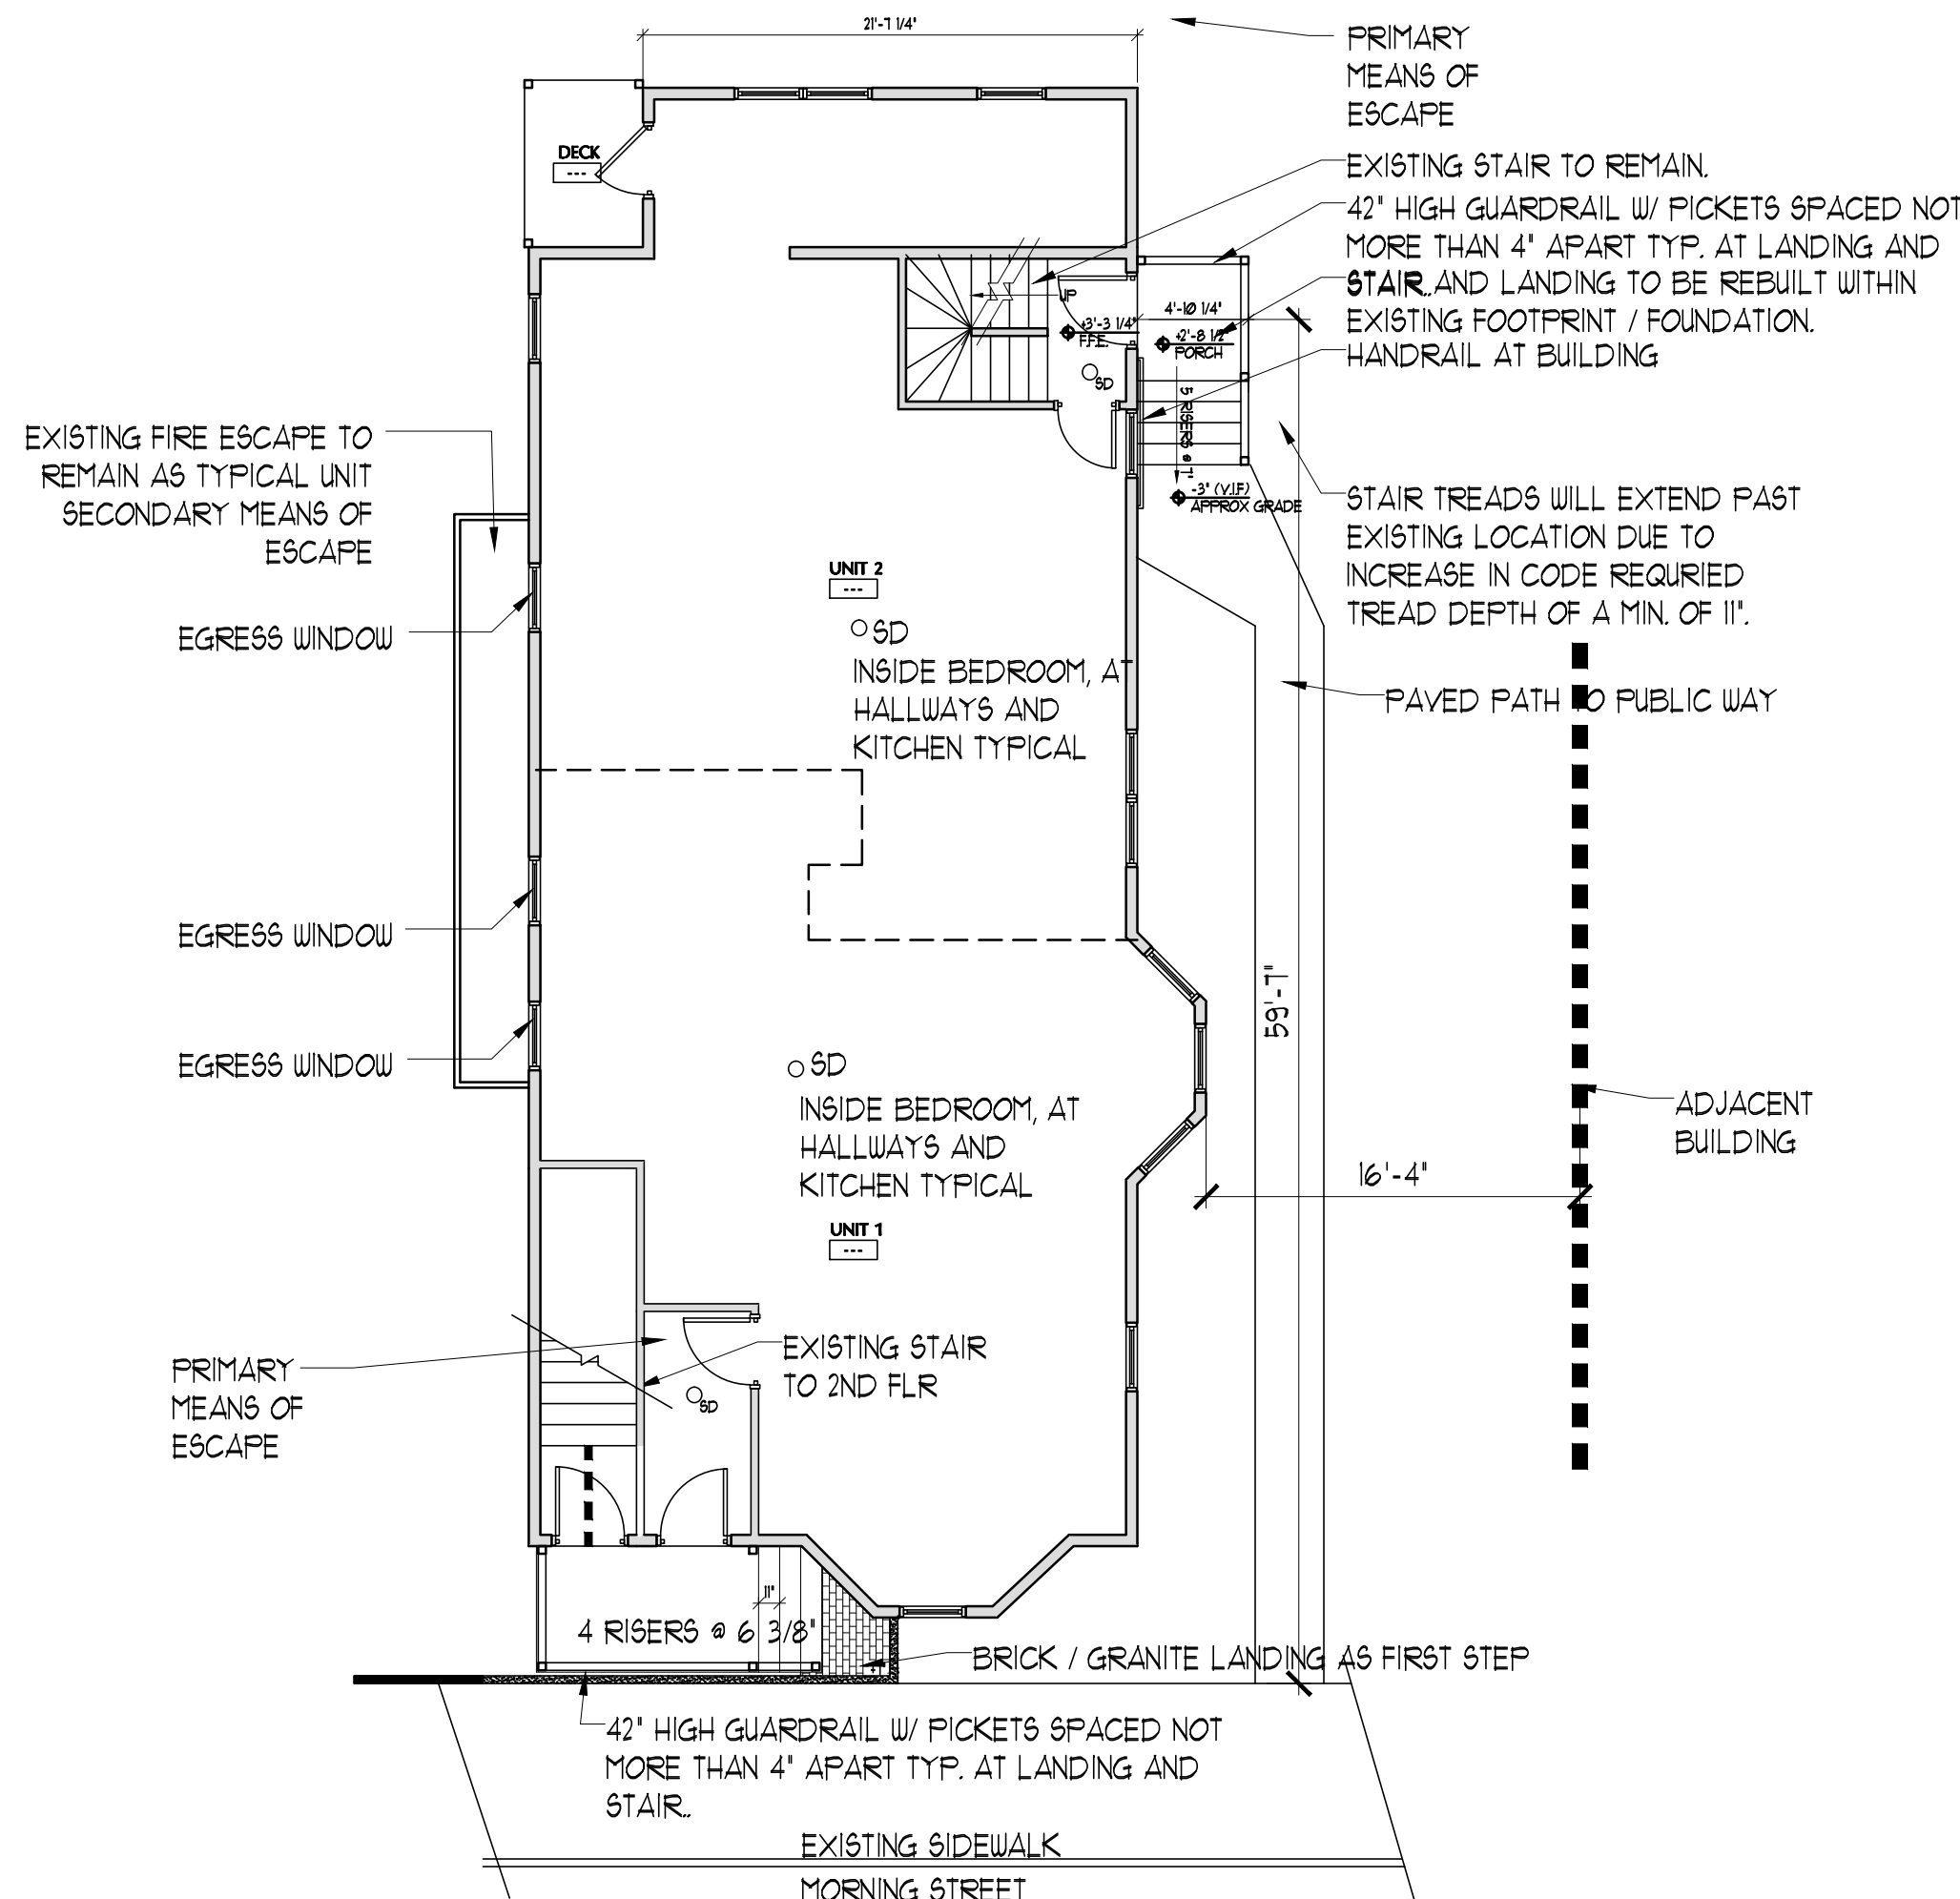 21'-7 1/4"
PRIMARY
MEANS OF
ESCAPE
DECK
---
EXISTING STAIR TO REMAIN.
42" HIGH GUARDRAIL W/ PICKETS SPACED NOT
MORE THAN 4" APART TYP. AT LANDING AND
STAIR..
AND LANDING TO BE REBUILT WITHIN
EXISTING FOOTPRINT / FOUNDATION.
HANDRAIL AT BUILDING
UP
4'-10 1/4"
+3'-3 1/4"
F.F.E.
+2'-8 1/2"
PORCH
SD
5 RISERS @ 7"
-3" (V.I.F)
APPROX GRADE
EXISTING FIRE ESCAPE TO
REMAIN AS TYPICAL UNIT
SECONDARY MEANS OF
ESCAPE
STAIR TREADS WILL EXTEND PAST
EXISTING LOCATION DUE TO
INCREASE IN CODE REQURIED
TREAD DEPTH OF A MIN. OF 11".
UNIT 2
---
EGRESS WINDOW
SD
INSIDE BEDROOM, AT
HALLWAYS AND
KITCHEN TYPICAL
PAVED PATH TO PUBLIC WAY
EGRESS WINDOW
59'-7"
EGRESS WINDOW
SD
INSIDE BEDROOM, AT
HALLWAYS AND
KITCHEN TYPICAL
ADJACENT
BUILDING
16'-4"
UNIT 1
---
PRIMARY
MEANS OF
ESCAPE
EXISTING STAIR
TO 2ND FLR
SD
11"
4 RISERS @ 6 3/8"
BRICK / GRANITE LANDING AS FIRST STEP
42" HIGH GUARDRAIL W/ PICKETS SPACED NOT
MORE THAN 4" APART TYP. AT LANDING AND
STAIR..
EXISTING SIDEWALK
MORNING STREET